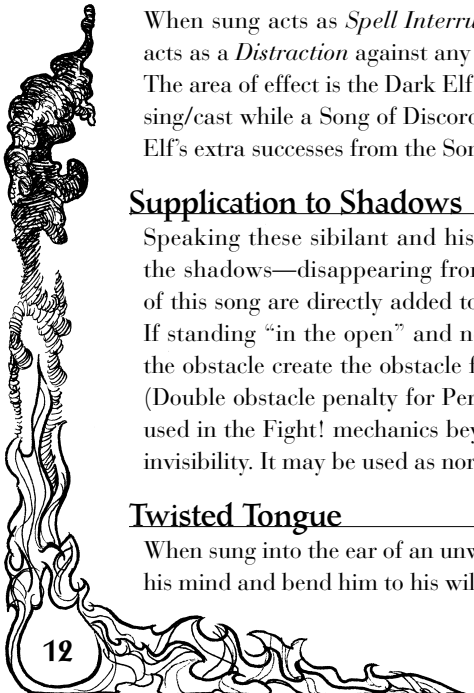 When sung acts as Spell Interru
acts as a Distraction against any
The area of effect is the Dark Elf
sing/cast while a Song of Discord
Elf's extra successes from the Son
Supplication to Shadows
Speaking these sibilant and his
the shadows—disappearing from
of this song are directly added to
If standing “in the open” and n
the obstacle create the obstacle f
(Double obstacle penalty for Per
used in the Fight! mechanics bey
invisibility. It may be used as nor
Twisted Tongue
When sung into the ear of an unw
his mind and bend him to his wil
12